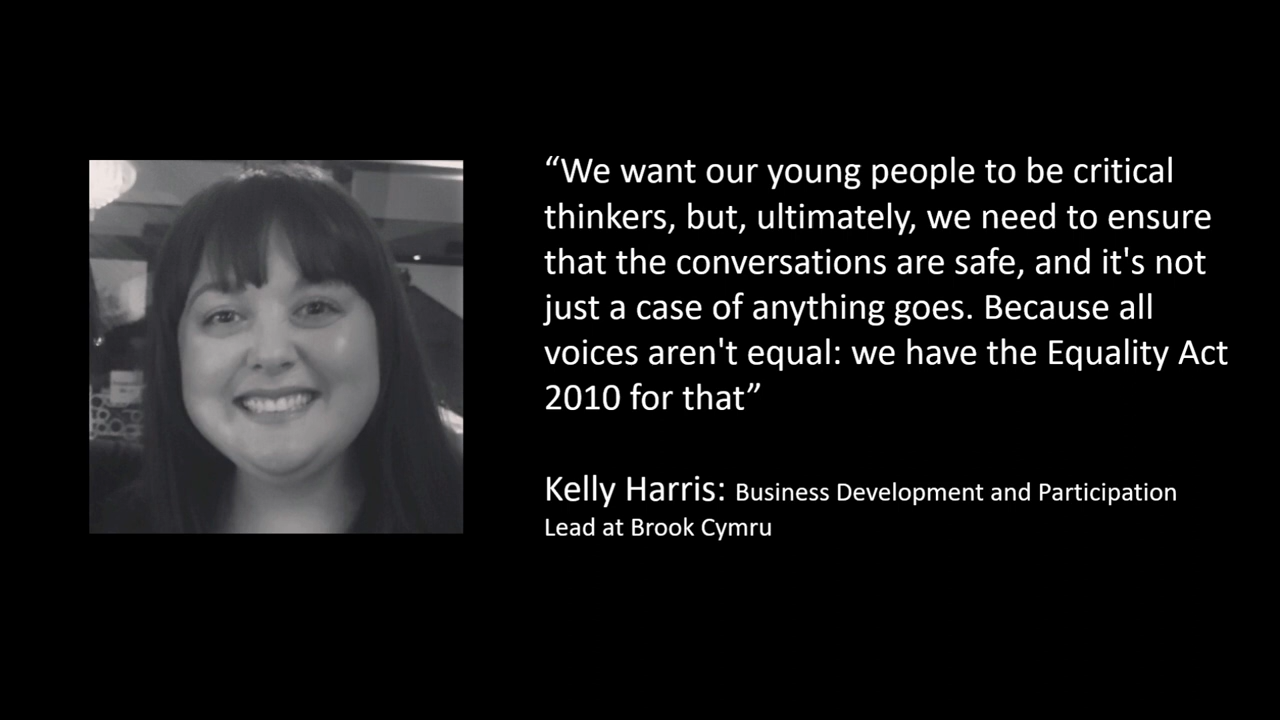 “We want our young people to be critical
thinkers, but, ultimately, we need to ensure
that the conversations are safe, and it's not
just a case of anything goes. Because all
voices aren't equal: we have the Equality Act
2010 for that”
Kelly Harris: Business Development and Participation
Lead at Brook Cymru